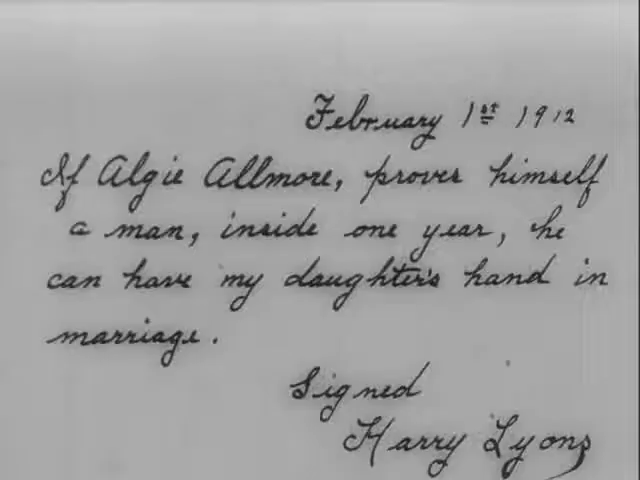 February 1st 1912
If Algie Allmore, proves himself
a man, inside one year, he
can have my daughter's hand in
marriage.
Signed
Harry Lyons